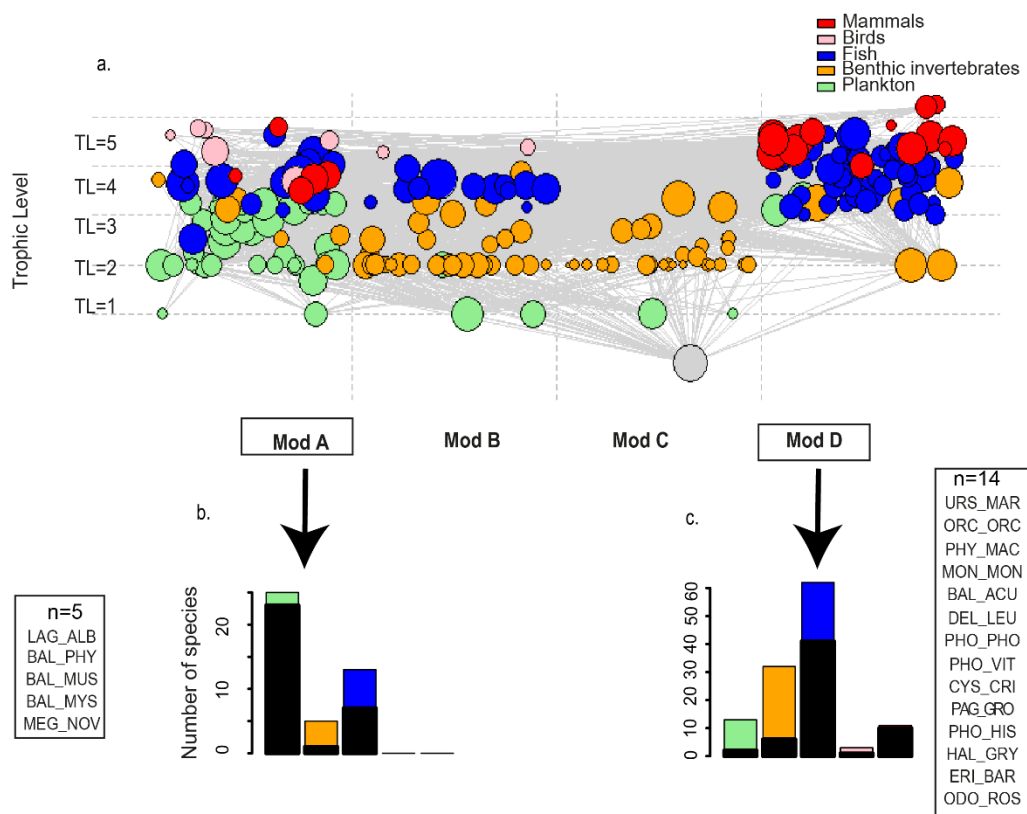 Mammals
Birds
Fish
Benthic invertebrates
Plankton
a.
Trophic Level
TL=5
TL=4
TL=3
TL=2
TL=1
Mod A
Mod B
Mod C
Mod D
b.
n=5
LAG_ALB
BAL_PHY
BAL_MUS
BAL_MYS
MEG_NOV
Number of species
20
10
0
c.
60
50
40
30
20
10
0
n=14
URS_MAR
ORC_ORC
PHY_MAC
MON_MON
BAL_ACU
DEL_LEU
PHO_PHO
PHO_VIT
CYS_CRI
PAG_GRO
PHO_HIS
HAL_GRY
ERI_BAR
ODO_ROS